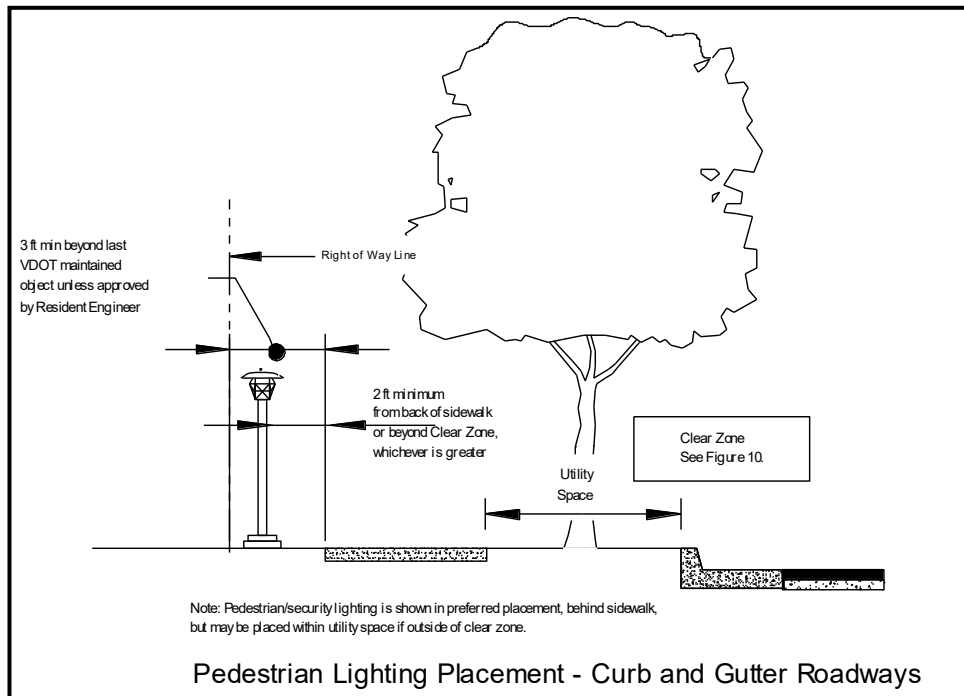 Right of Way Line
3 ft min beyond last
VDOT maintained
object unless approved
by Resident Engineer
2 ft minimum
from back of sidewalk
or beyond Clear Zone,
whichever is greater
Clear Zone
See Figure 10.
Utility
Space
Note: Pedestrian/security lighting is shown in preferred placement, behind sidewalk,
but may be placed within utility space if outside of clear zone.
Pedestrian Lighting Placement - Curb and Gutter Roadways